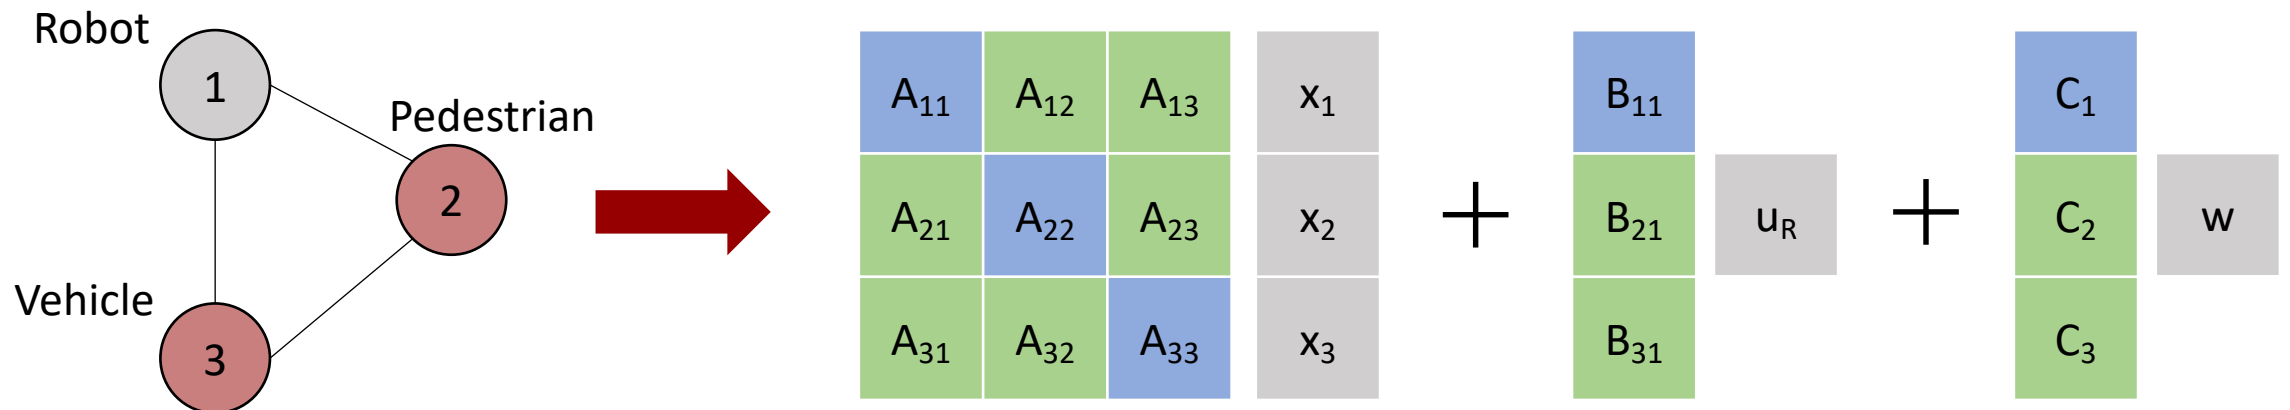 Robot
1
Pedestrian
2
Vehicle
3
A₁₁ A₁₂ A₁₃ x₁
A₂₁ A₂₂ A₂₃ x₂
A₃₁ A₃₂ A₃₃ x₃
+
B₁₁
B₂₁ u_R
B₃₁
+
C₁
C₂ w
C₃